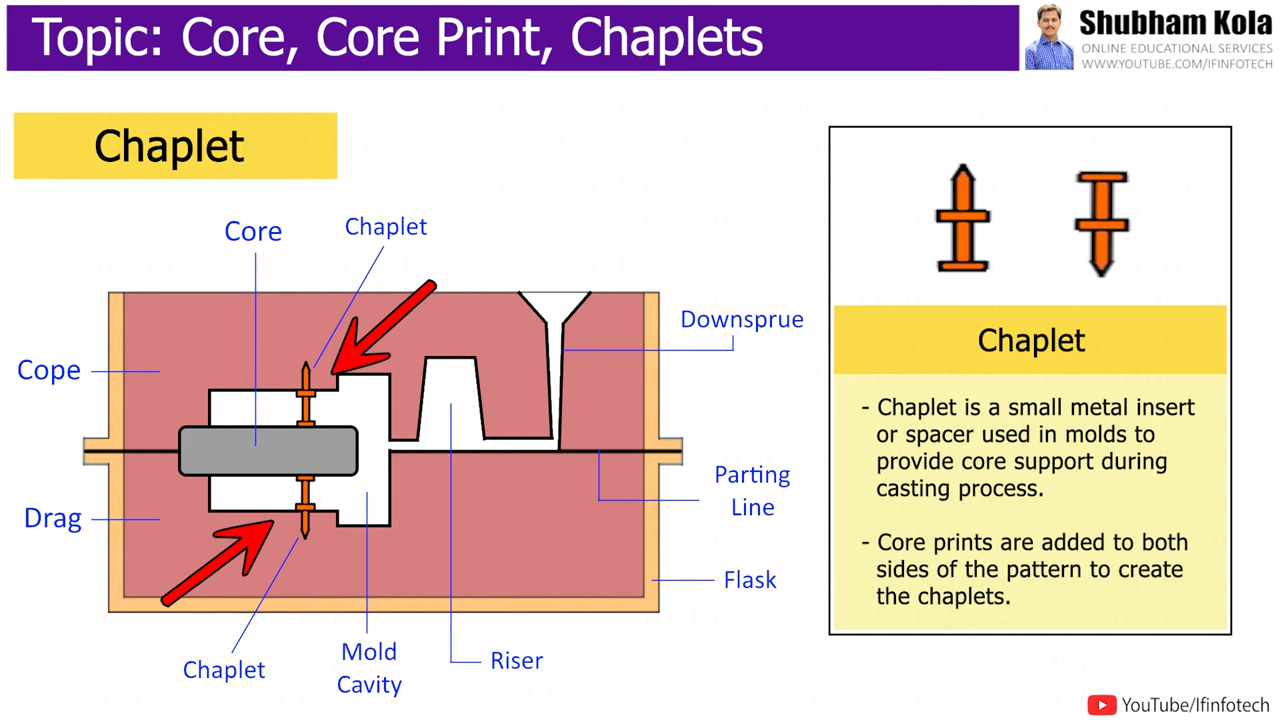 Topic: Core, Core Print, Chaplets
Shubham Kola
ONLINE EDUCATIONAL SERVICES
WWW.YOUTUBE.COM/IFINFOTECH
Chaplet
Core
Chaplet
Downsprue
Cope
Parting
Line
Drag
Flask
Chaplet
Mold
Cavity
Riser
Chaplet
- Chaplet is a small metal insert
or spacer used in molds to
provide core support during
casting process.
- Core prints are added to both
sides of the pattern to create
the chaplets.
YouTube/Ifinfotech